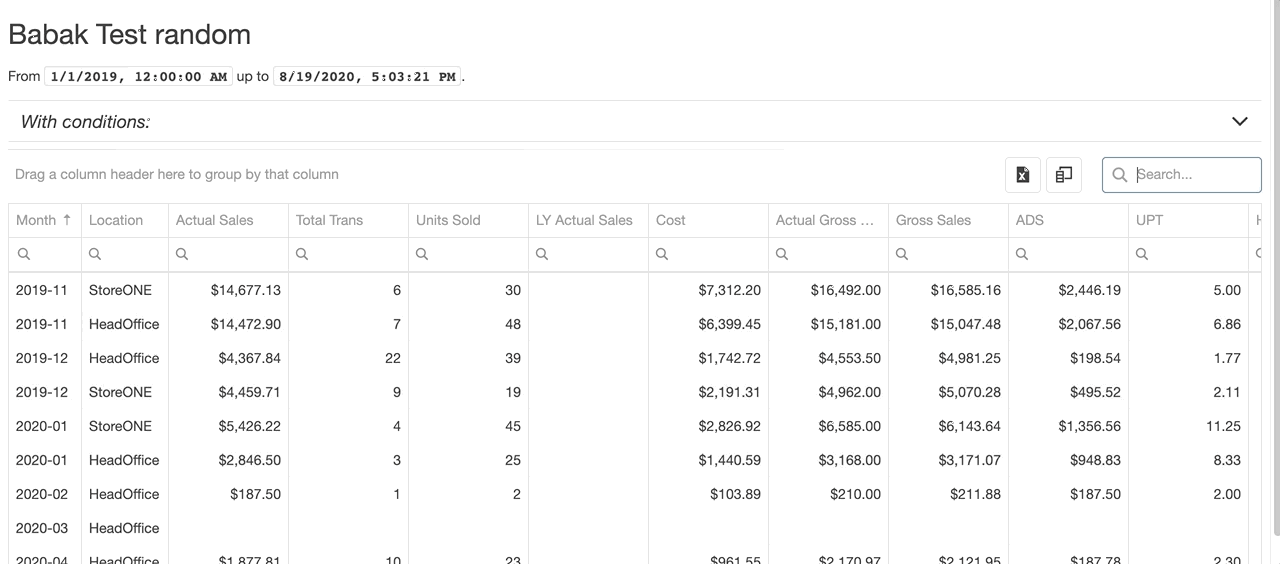 Babak Test random
From 1/1/2019, 12:00:00 AM up to 8/19/2020, 5:03:21 PM.
With conditions:
Drag a column header here to group by that column
Search...
Month ↑ Location Actual Sales Total Trans Units Sold LY Actual Sales Cost Actual Gross ... Gross Sales ADS UPT
2019-11 StoreONE $14,677.13 6 30 $7,312.20 $16,492.00 $16,585.16 $2,446.19 5.00
2019-11 HeadOffice $14,472.90 7 48 $6,399.45 $15,181.00 $15,047.48 $2,067.56 6.86
2019-12 HeadOffice $4,367.84 22 39 $1,742.72 $4,553.50 $4,981.25 $198.54 1.77
2019-12 StoreONE $4,459.71 9 19 $2,191.31 $4,962.00 $5,070.28 $495.52 2.11
2020-01 StoreONE $5,426.22 4 45 $2,826.92 $6,585.00 $6,143.64 $1,356.56 11.25
2020-01 HeadOffice $2,846.50 3 25 $1,440.59 $3,168.00 $3,171.07 $948.83 8.33
2020-02 HeadOffice $187.50 1 2 $103.89 $210.00 $211.88 $187.50 2.00
2020-03 HeadOffice
2020-04 HeadOffice $1,877.81 10 23 $961.55 $2,170.97 $2,121.95 $187.78 2.30